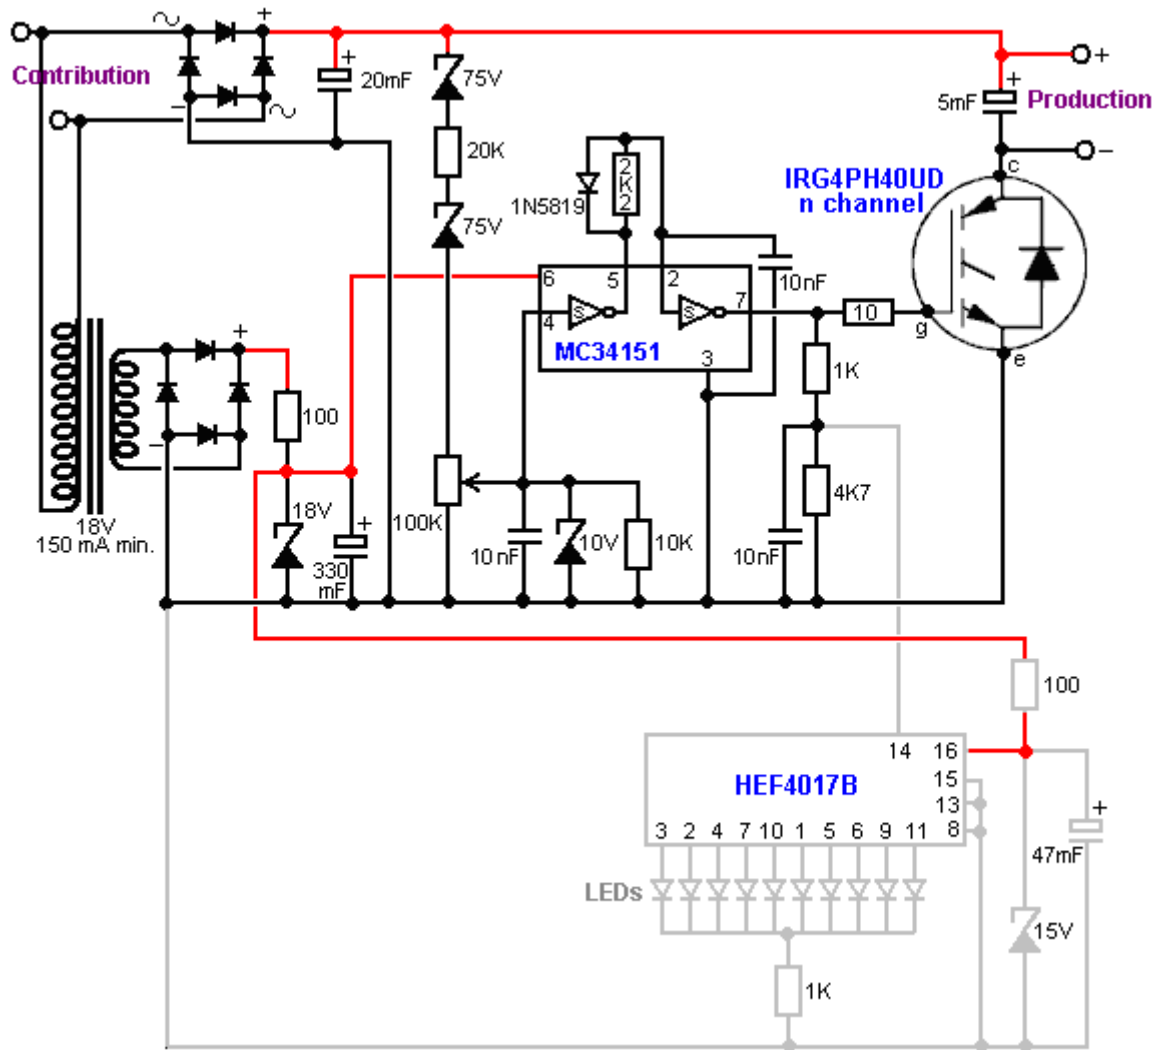 +
Contribution
-
+
20mF
75V
20K
75V
+
+
5mF
Production
-
c
IRG4PH40UD
n channel
2K2
1N5819
6
5
2
4
S
S
7
MC34151
3
10nF
10
g
e
+
-
100
1K
18V
150 mA min.
18V
+
330
mF
100K
10nF
10V
10K
10nF
4K7
100
14
16
HEF4017B
15
13
8
3 2 4 7 10 1 5 6 9 11
+
47mF
LEDs
15V
1K